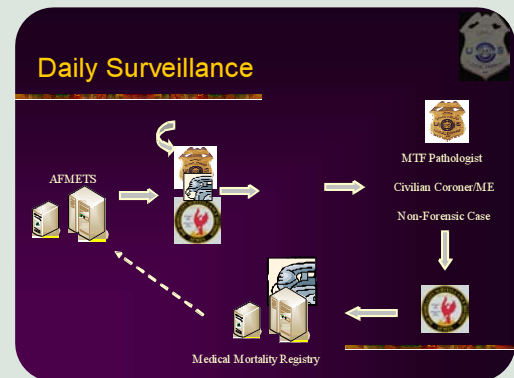 Daily Surveillance
AFMETS
MTF Pathologist
Civilian Coroner/ME
Non-Forensic Case
Medical Mortality Registry